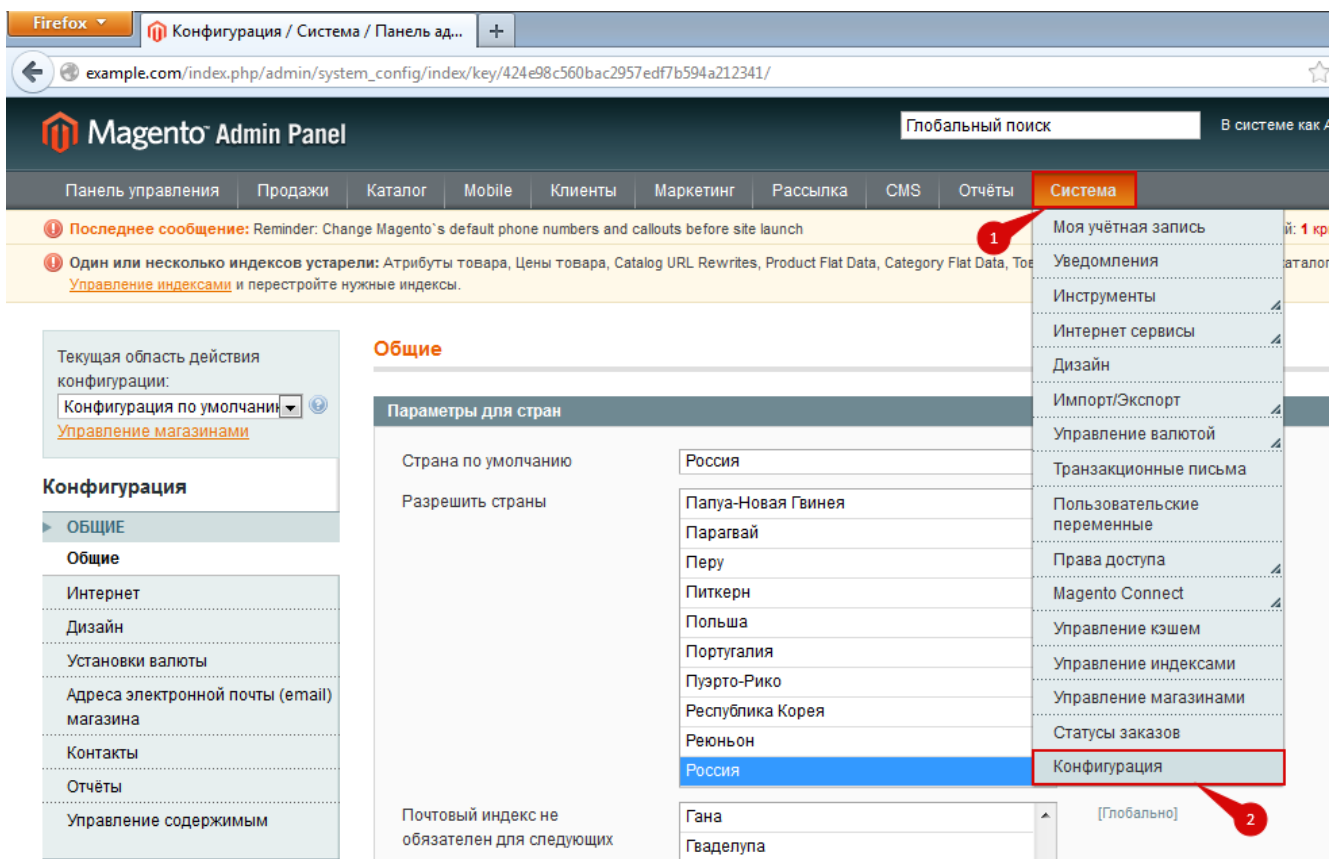 Firefox
Конфигурация / Система / Панель ад...
example.com/index.php/admin/system_config/index/key/424e98c560bac2957edf7b594a212341/
Magento Admin Panel
Глобальный поиск
В системе как А
Панель управления Продажи Каталог Mobile Клиенты Маркетинг Рассылка CMS Отчёты Система
1
Последнее сообщение: Reminder: Change Magento`s default phone numbers and callouts before site launch
й: 1 кр
Один или несколько индексов устарели: Атрибуты товара, Цены товара, Catalog URL Rewrites, Product Flat Data, Category Flat Data, Тов
аталог
Управление индексами и перестройте нужные индексы.
Моя учётная запись
Уведомления
Инструменты
Интернет сервисы
Дизайн
Импорт/Экспорт
Управление валютой
Транзакционные письма
Пользовательские
переменные
Права доступа
Magento Connect
Управление кэшем
Управление индексами
Управление магазинами
Статусы заказов
Конфигурация
2
Текущая область действия
конфигурации:
Конфигурация по умолчани
Управление магазинами
Конфигурация
ОБЩИЕ
Общие
Интернет
Дизайн
Установки валюты
Адреса электронной почты (email)
магазина
Контакты
Отчёты
Управление содержимым
Общие
Параметры для стран
Страна по умолчанию
Россия
Разрешить страны
Папуа-Новая Гвинея
Парагвай
Перу
Питкерн
Польша
Португалия
Пуэрто-Рико
Республика Корея
Реюньон
Россия
Почтовый индекс не
обязателен для следующих
Гана
Гваделупа
[Глобально]